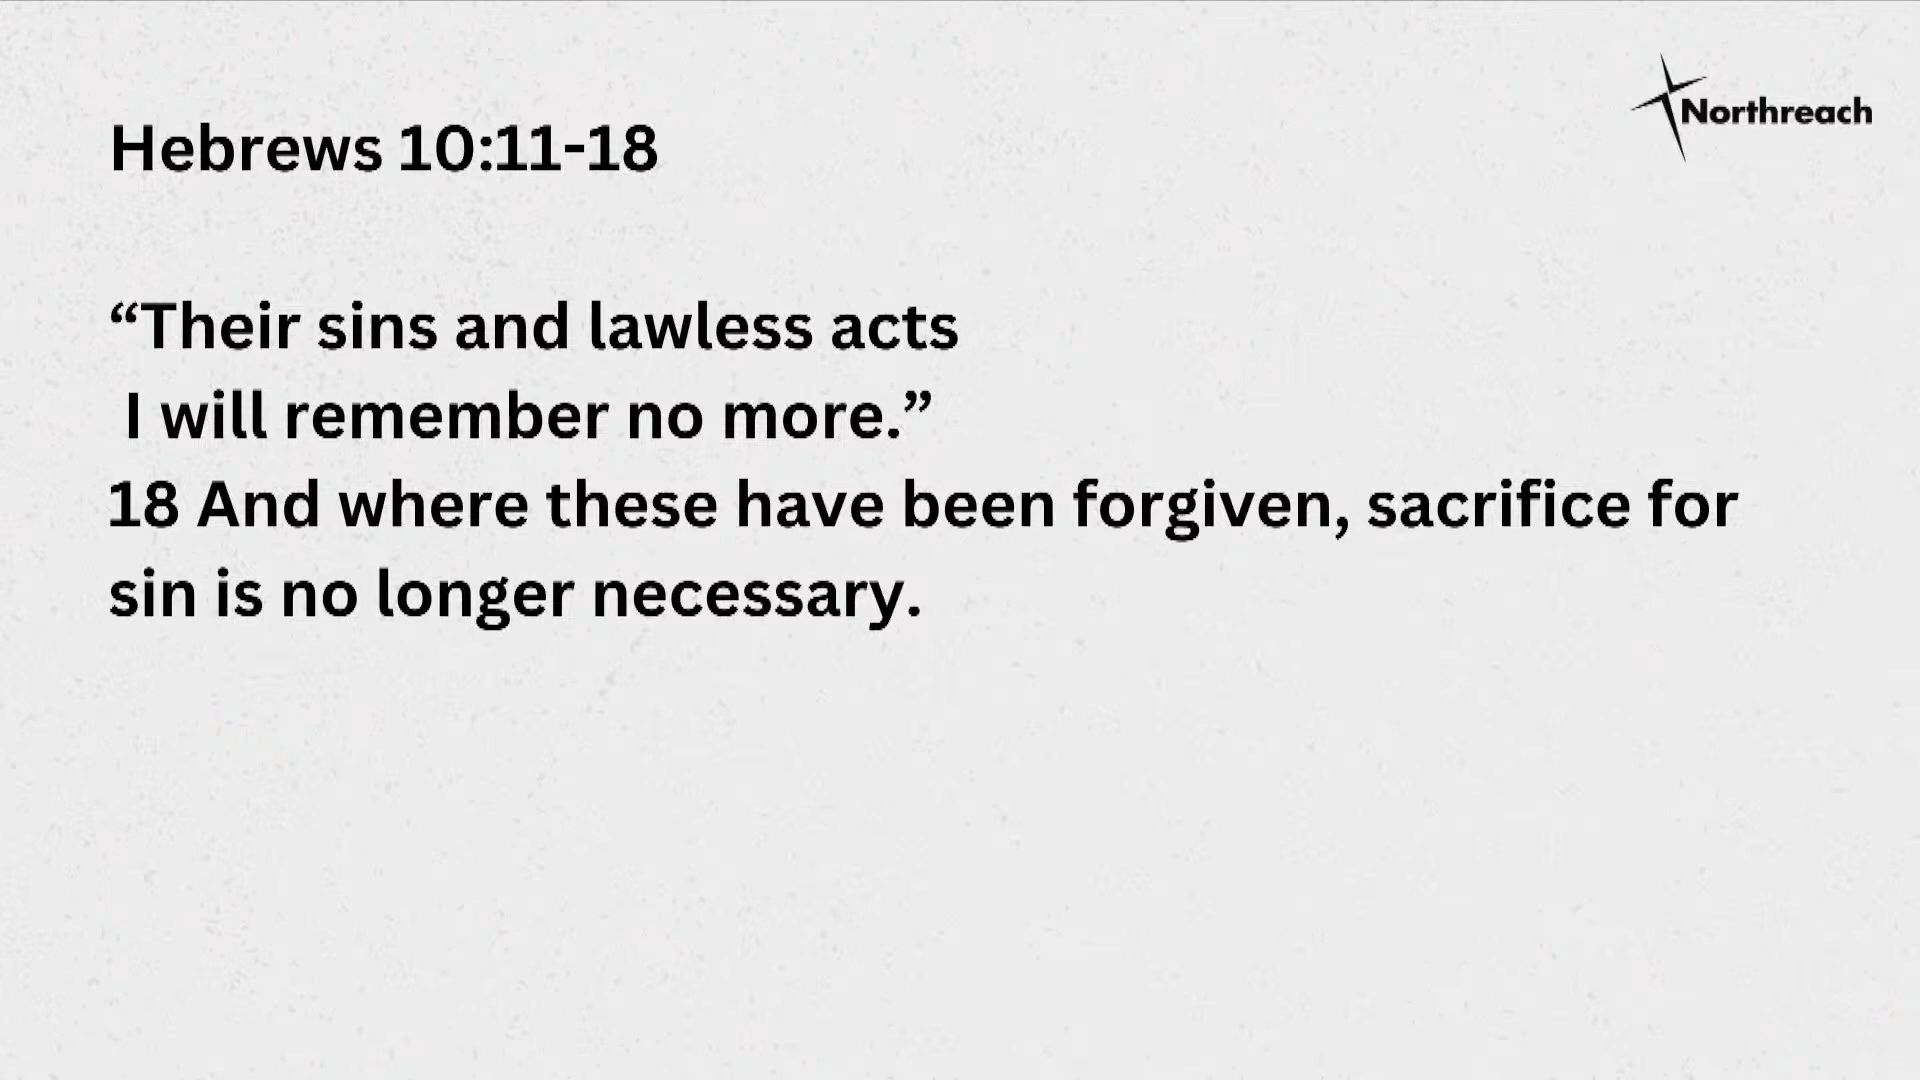 Northreach
Hebrews 10:11-18
“Their sins and lawless acts
I will remember no more.”
18 And where these have been forgiven, sacrifice for
sin is no longer necessary.